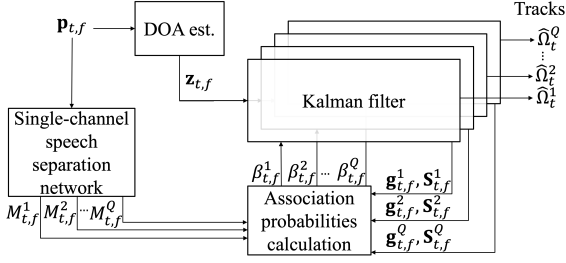 Tracks
𝐩_{t,f}
DOA est.
𝐳_{t,f}
Kalman filter
Ω̂_t^Q
⋮
Ω̂_t^2
Ω̂_t^1
Single-channel
speech
separation
network
M_{t,f}^1 M_{t,f}^2 ⋯ M_{t,f}^Q
β_{t,f}^1 β_{t,f}^2 ⋯ β_{t,f}^Q
Association
probabilities
calculation
𝐠_{t,f}^1, 𝐒_{t,f}^1
𝐠_{t,f}^2, 𝐒_{t,f}^2
𝐠_{t,f}^Q, 𝐒_{t,f}^Q